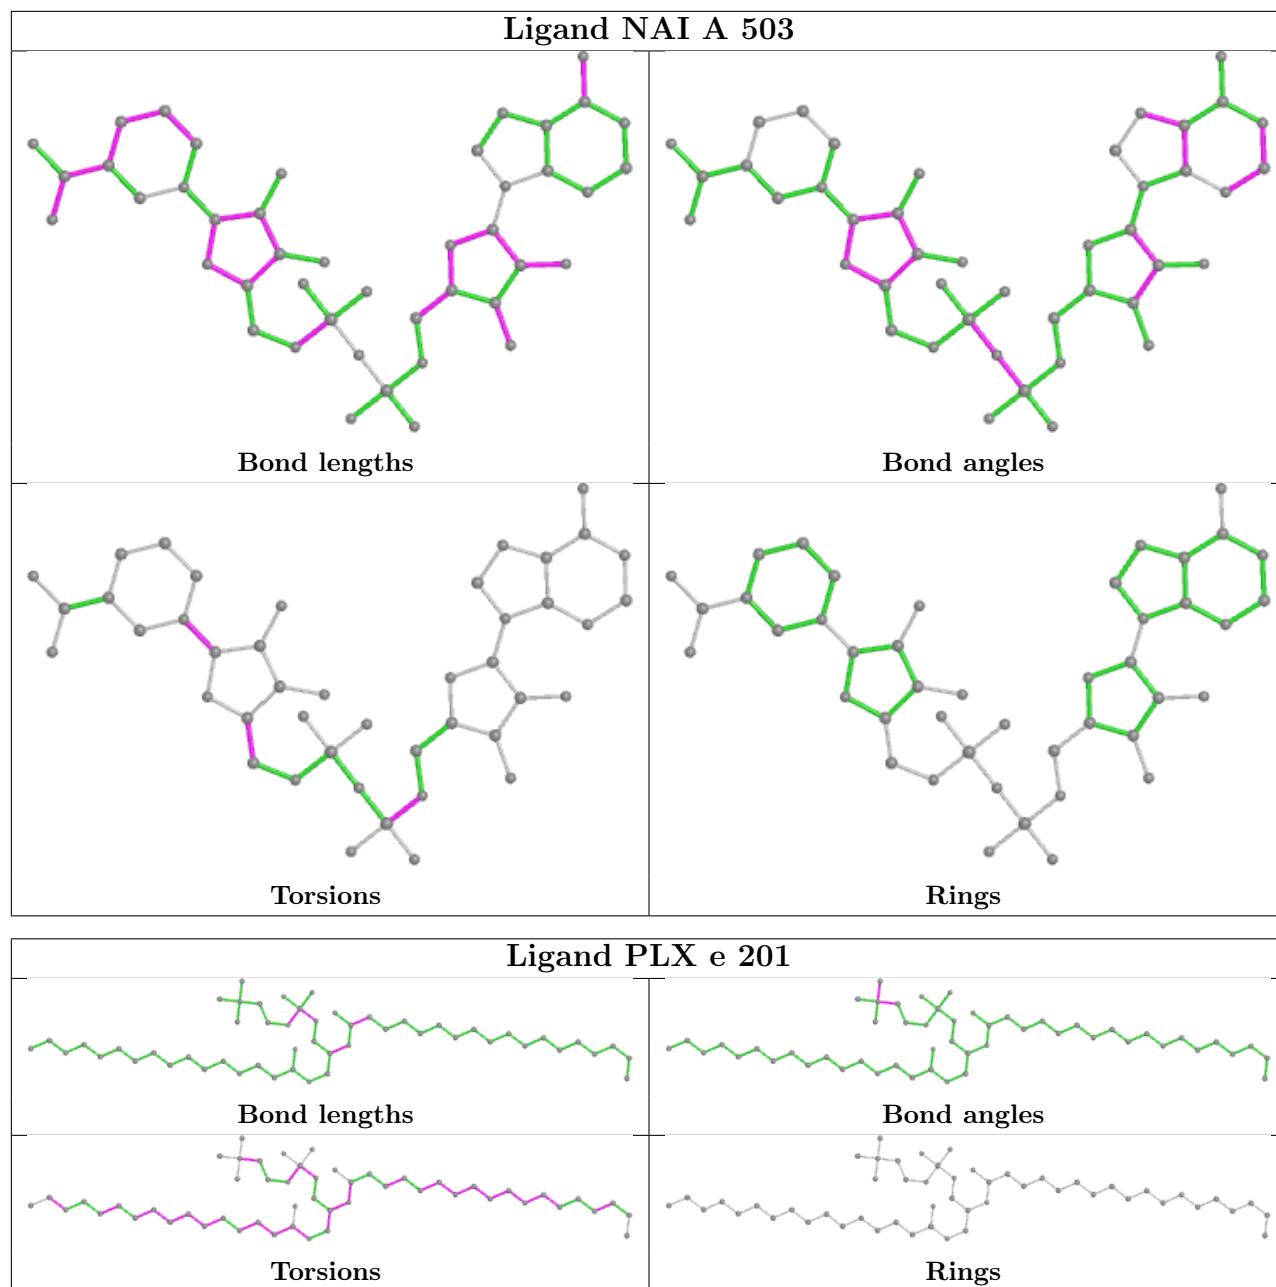 Ligand NAI A 503
Bond lengths
Bond angles
Torsions
Rings
Ligand PLX e 201
Bond lengths
Bond angles
Torsions
Rings